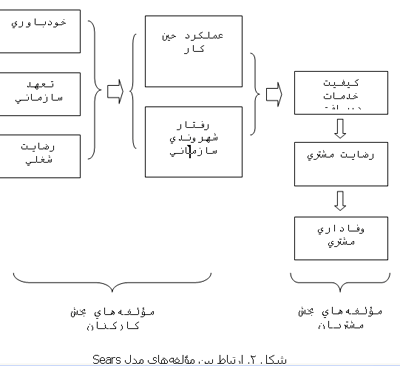 خودباوري
تعهد
سازماني
رضايت
شغلي
عملكرد حين
كار
رفتار
شهروندي
سازماني
كيفيت
خدمات
رضايت مشتري
وفاداري
مشتري
مؤلفه هاي بخش
كاركنان
مؤلفه هاي بخش
مشتريان
شكل ٢. ارتباط بين مؤلفه‌هاي مدل Sears